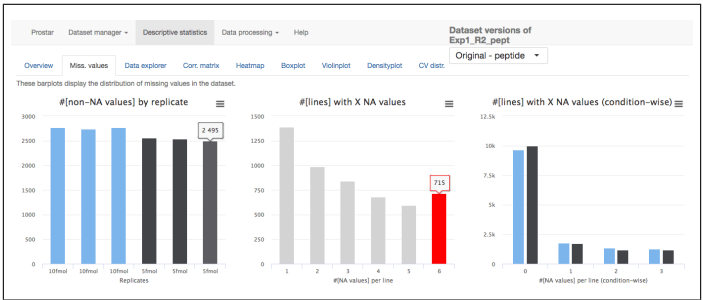 Prostar Dataset manager Descriptive statistics Data processing Help
Dataset versions of
Exp1_R2_pept
Original - peptide
Overview Miss. values Data explorer Corr. matrix Heatmap Boxplot Violinplot Densityplot CV distr.
These barplots display the distribution of missing values in the dataset.
#[non-NA values] by replicate
3000
2500
2000
1500
1000
500
0
2 495
10fmol 10fmol 10fmol 5fmol 5fmol 5fmol
Replicates
#[lines] with X NA values
1500
1250
1000
750
500
250
0
715
1 2 3 4 5 6
#[NA values] per line
#[lines] with X NA values (condition-wise)
12.5k
10k
7.5k
5k
2.5k
0
0 1 2 3
#[NA values] per line (condition-wise)